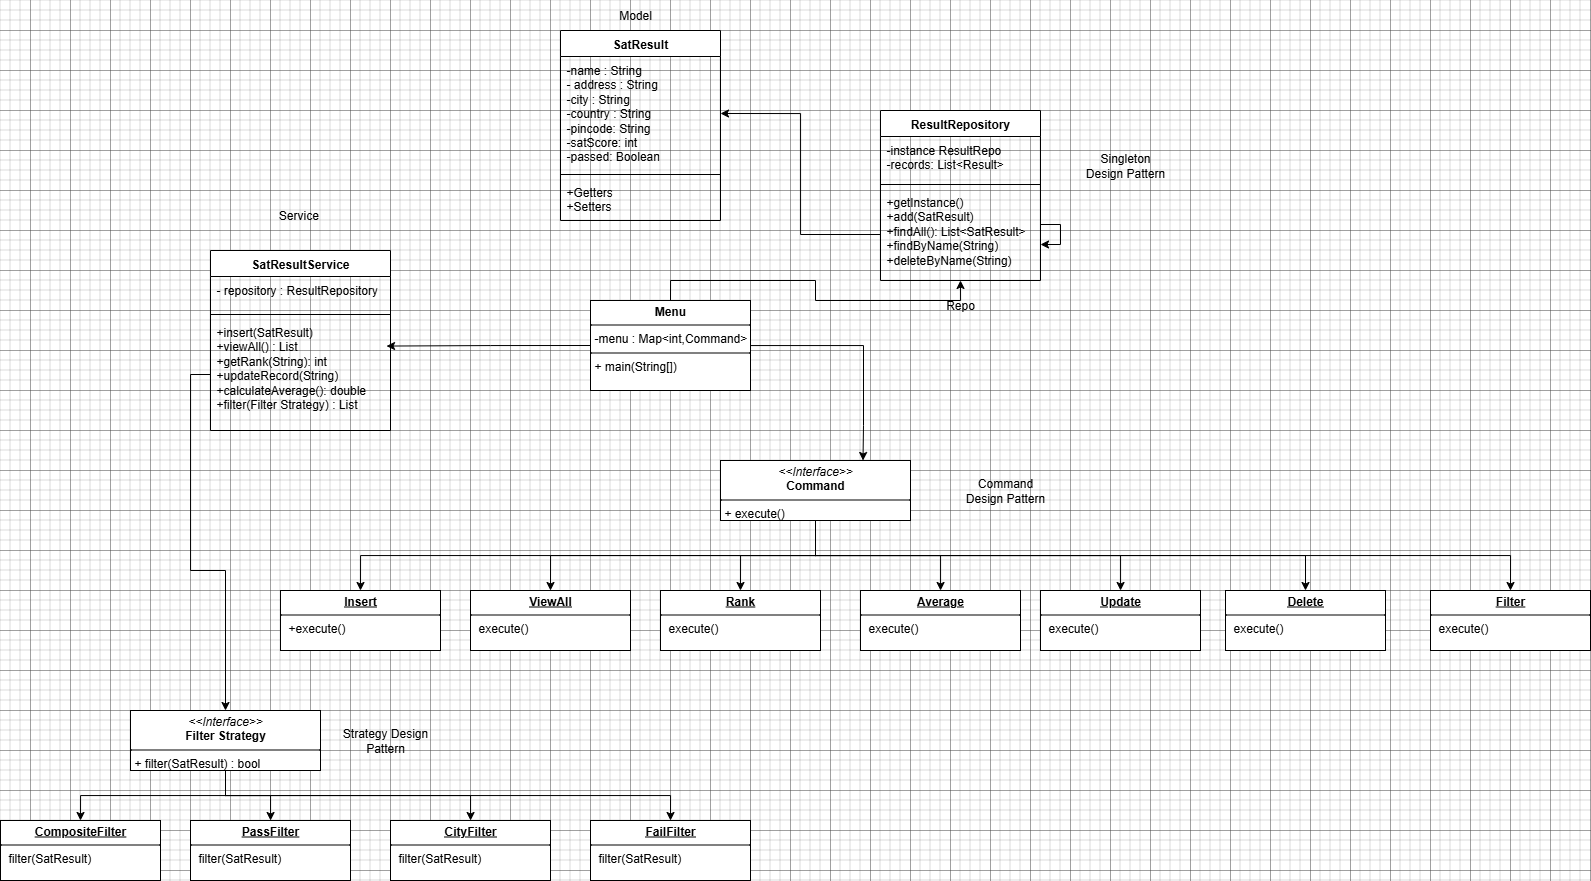 Model
SatResult
-name : String
- address : String
-city : String
-country : String
-pincode: String
-satScore: int
-passed: Boolean
+Getters
+Setters
ResultRepository
-instance ResultRepo
-records: List<Result>
+getInstance()
+add(SatResult)
+findAll(): List<SatResult>
+findByName(String)
+deleteByName(String)
Singleton
Design Pattern
Repo
Service
SatResultService
- repository : ResultRepository
+insert(SatResult)
+viewAll() : List
+getRank(String): int
+updateRecord(String)
+calculateAverage(): double
+filter(Filter Strategy) : List
Menu
-menu : Map<int,Command>
+ main(String[])
<<Interface>>
Command
+ execute()
Command
Design Pattern
Insert
+execute()
ViewAll
execute()
Rank
execute()
Average
execute()
Update
execute()
Delete
execute()
Filter
execute()
<<Interface>>
Filter Strategy
+ filter(SatResult) : bool
Strategy Design
Pattern
CompositeFilter
filter(SatResult)
PassFilter
filter(SatResult)
CityFilter
filter(SatResult)
FailFilter
filter(SatResult)